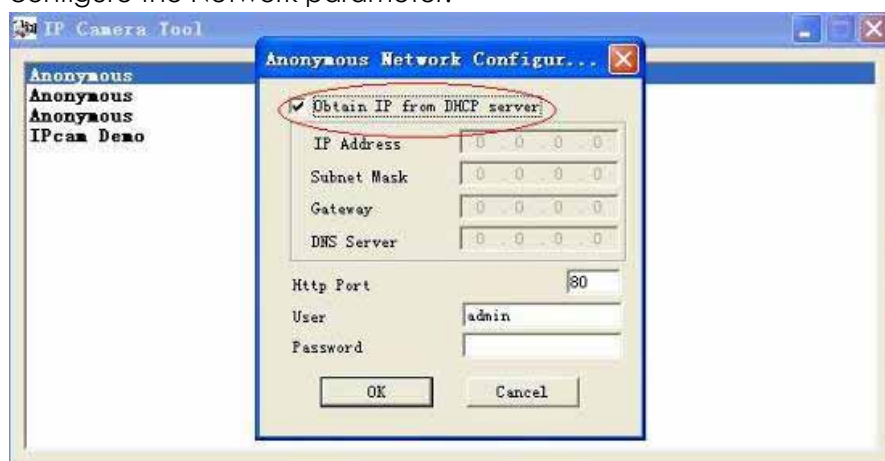 configure the Network parameter.
IP Camera Tool
Anonymous Network Configur...
Anonymous
Anonymous
Anonymous
IPcam Demo
Obtain IP from DHCP server
IP Address 0 . 0 . 0 . 0
Subnet Mask 0 . 0 . 0 . 0
Gateway 0 . 0 . 0 . 0
DNS Server 0 . 0 . 0 . 0
Http Port 80
User admin
Password
OK Cancel